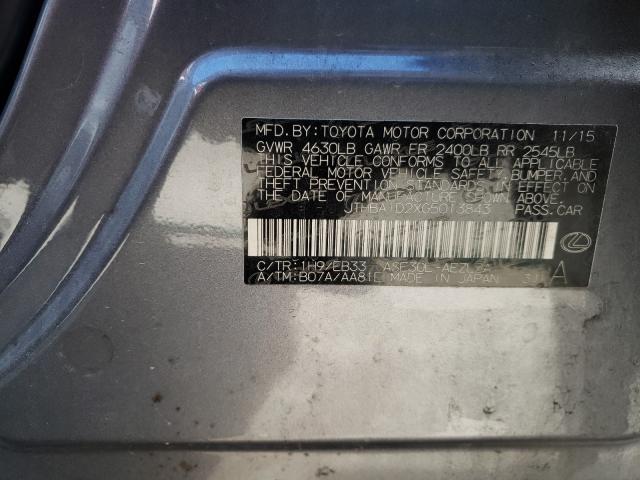 MFD.BY:TOYOTA MOTOR CORPORATION 11/15
GVWR 4630LB GAWR FR 2400LB RR 2545LB
THIS VEHICLE CONFORMS TO ALL APPLICABLE
FEDERAL MOTOR VEHICLE SAFETY, BUMPER, AND
THEFT PREVENTION STANDARDS IN EFFECT ON
THE DATE OF MANUFACTURE SHOWN ABOVE.
JTHBA1D2XG5013843 PASS.CAR
C/TR:1H9/EB33
A/TM:B07A/AA81E MADE IN JAPAN
A